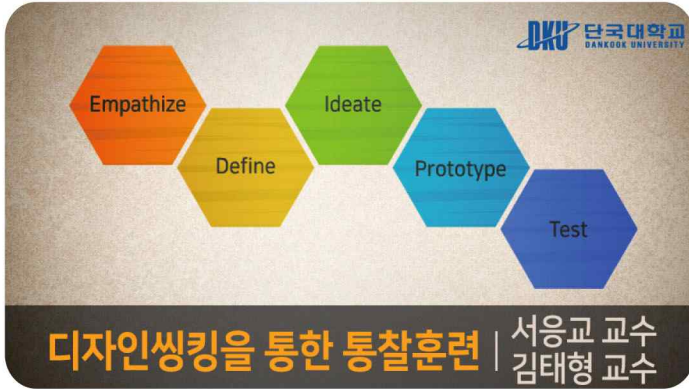 DKU 단국대학교
DANKOOK UNIVERSITY
Empathize
Ideate
Define
Prototype
Test
디자인씽킹을 통한 통찰훈련
서응교 교수
김태형 교수